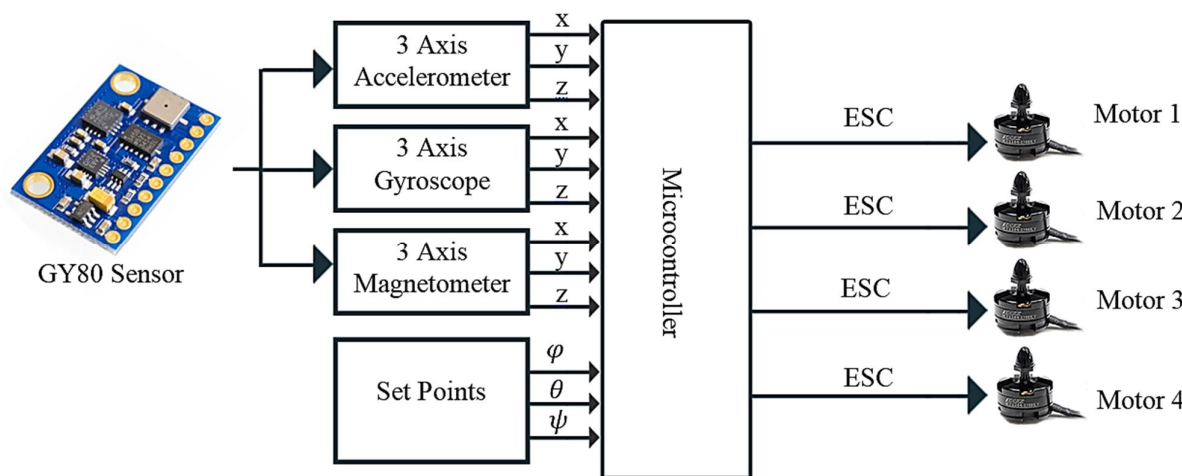 3 Axis
Accelerometer
x
y
z
3 Axis
Gyroscope
x
y
z
3 Axis
Magnetometer
x
y
z
Set Points
φ
θ
ψ
GY80 Sensor
Microcontroller
ESC
Motor 1
ESC
Motor 2
ESC
Motor 3
ESC
Motor 4